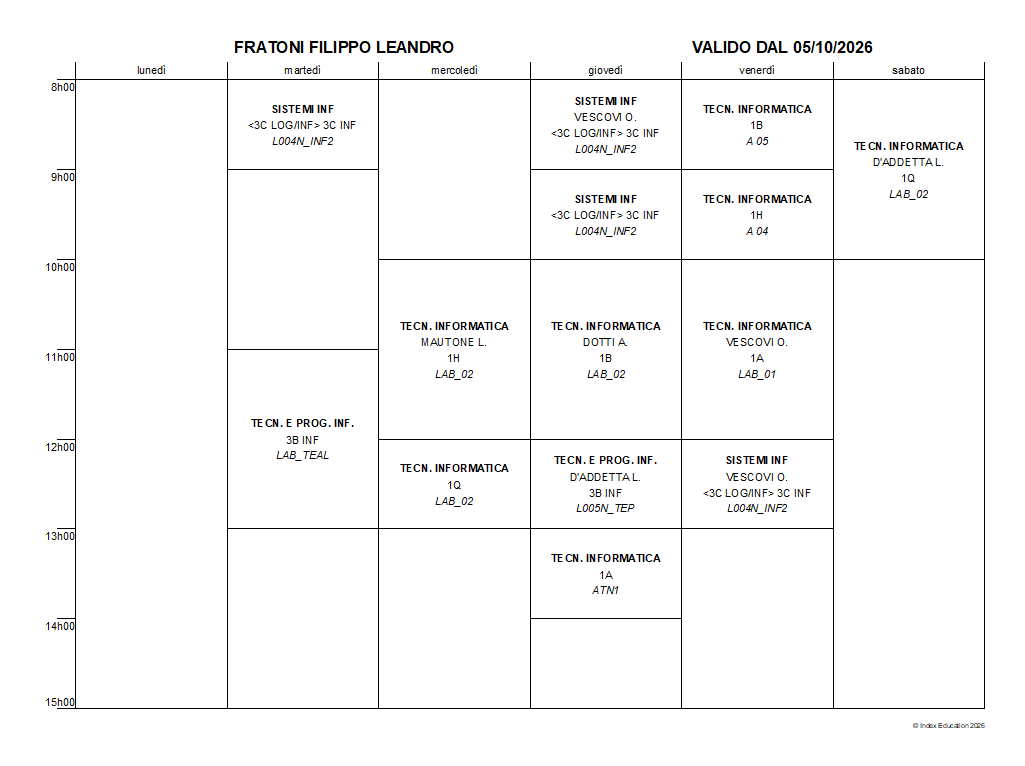 FRATONI FILIPPO LEANDRO
VALIDO DAL 05/10/2026
lunedì
martedì
mercoledì
giovedì
venerdì
sabato
8h00
9h00
10h00
11h00
12h00
13h00
14h00
15h00
SISTEMI INF
<3C LOG/INF> 3C INF
L004N_INF2
TECN. E PROG. INF.
3B INF
LAB_TEAL
TECN. INFORMATICA
MAUTONE L.
1H
LAB_02
TECN. INFORMATICA
1Q
LAB_02
SISTEMI INF
VESCOVI O.
<3C LOG/INF> 3C INF
L004N_INF2
SISTEMI INF
<3C LOG/INF> 3C INF
L004N_INF2
TECN. INFORMATICA
DOTTI A.
1B
LAB_02
TECN. E PROG. INF.
D'ADDETTA L.
3B INF
L005N_TEP
TECN. INFORMATICA
1A
ATN1
TECN. INFORMATICA
1B
A 05
TECN. INFORMATICA
1H
A 04
TECN. INFORMATICA
VESCOVI O.
1A
LAB_01
SISTEMI INF
VESCOVI O.
<3C LOG/INF> 3C INF
L004N_INF2
TECN. INFORMATICA
D'ADDETTA L.
1Q
LAB_02
© Index Education 2026